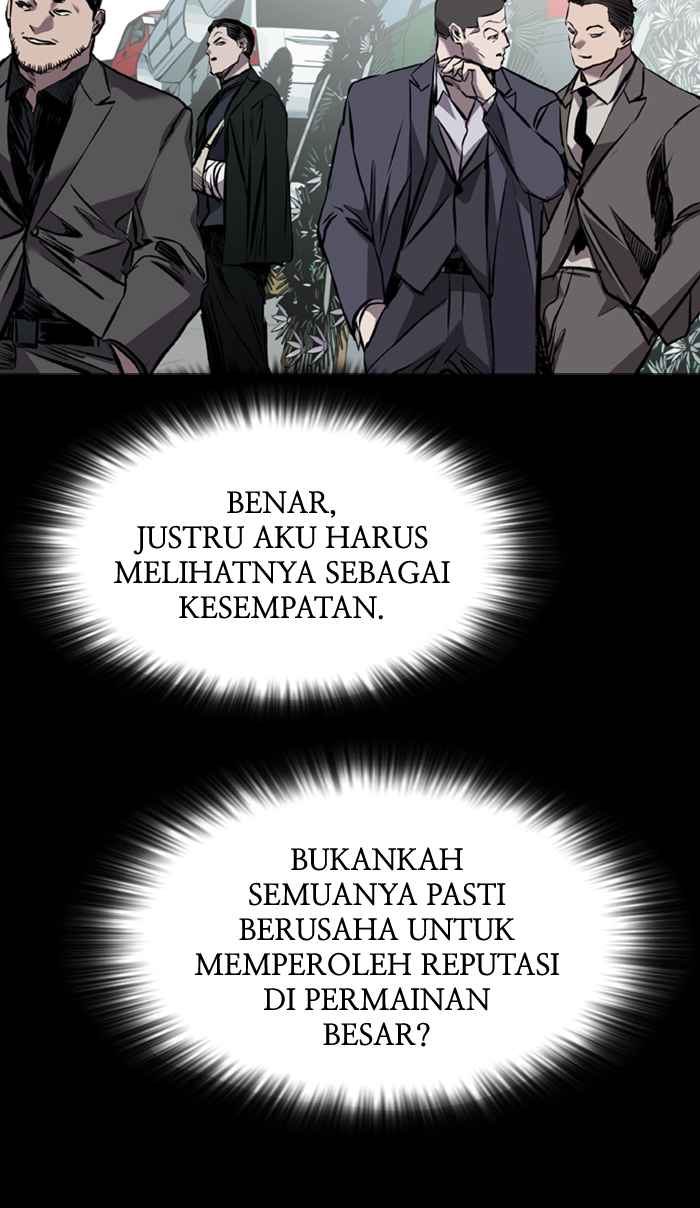 BENAR,
JUSTRU AKU HARUS
MELIHATNYA SEBAGAI
KESEMPATAN.
BUKANKAH
SEMUANYA PASTI
BERUSAHA UNTUK
MEMPEROLEH REPUTASI
DI PERMAINAN
BESAR?